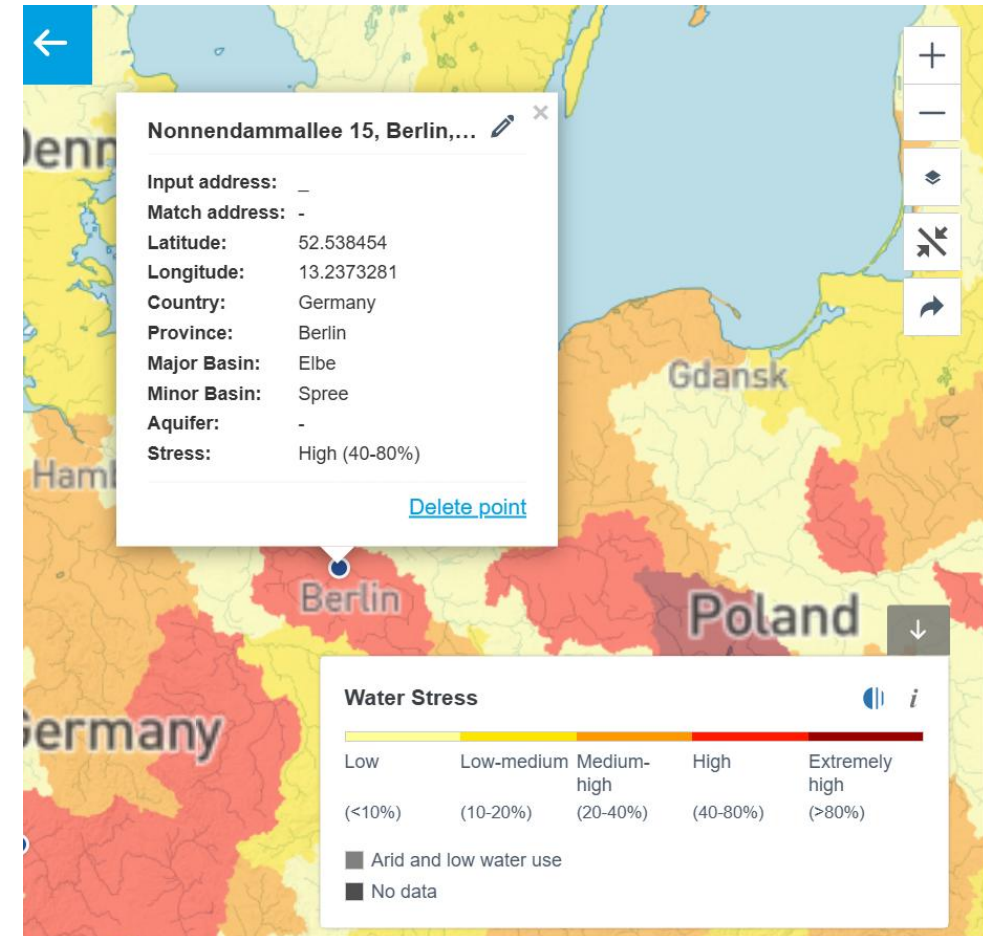 Nonnendammallee 15, Berlin,...
Input address: _
Match address: -
Latitude: 52.538454
Longitude: 13.2373281
Country: Germany
Province: Berlin
Major Basin: Elbe
Minor Basin: Spree
Aquifer: -
Stress: High (40-80%)
Delete point
Denn
Gdansk
Ham
Berlin
Poland
Germany
Water Stress i
Low Low-medium Medium-high High Extremely high
(<10%) (10-20%) (20-40%) (40-80%) (>80%)
Arid and low water use
No data